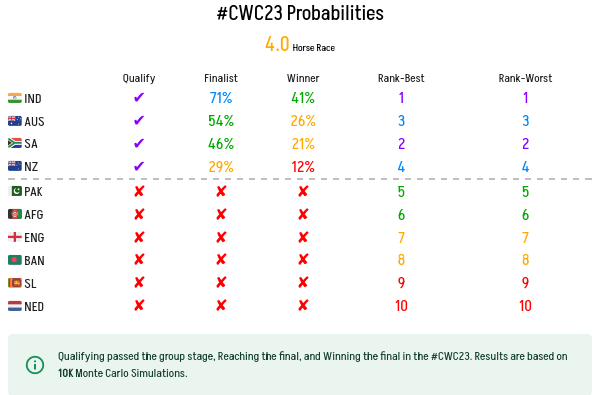 #CWC23 Probabilities
4.0 Horse Race
Qualify Finalist Winner Rank-Best Rank-Worst
IND ✔ 71% 41% 1 1
AUS ✔ 54% 26% 3 3
SA ✔ 46% 21% 2 2
NZ ✔ 29% 12% 4 4
PAK ✘ ✘ ✘ 5 5
AFG ✘ ✘ ✘ 6 6
ENG ✘ ✘ ✘ 7 7
BAN ✘ ✘ ✘ 8 8
SL ✘ ✘ ✘ 9 9
NED ✘ ✘ ✘ 10 10
Qualifying passed the group stage, Reaching the final, and Winning the final in the #CWC23. Results are based on
10K Monte Carlo Simulations.